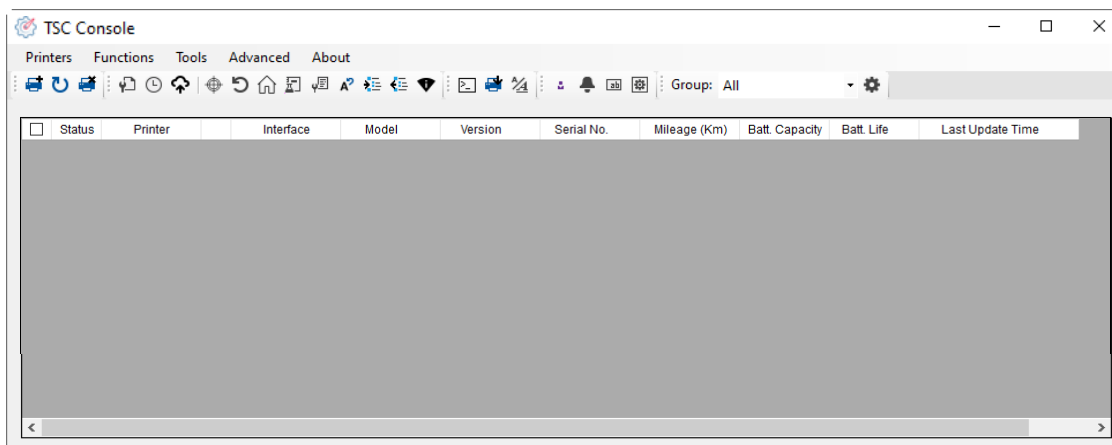 TSC Console
Printers Functions Tools Advanced About
Group: All
Status Printer Interface Model Version Serial No. Mileage (Km) Batt. Capacity Batt. Life Last Update Time